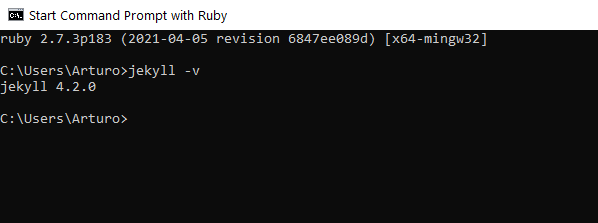 Start Command Prompt with Ruby
ruby 2.7.3p183 (2021-04-05 revision 6847ee089d) [x64-mingw32]
C:\Users\Arturo>jekyll -v
jekyll 4.2.0
C:\Users\Arturo>